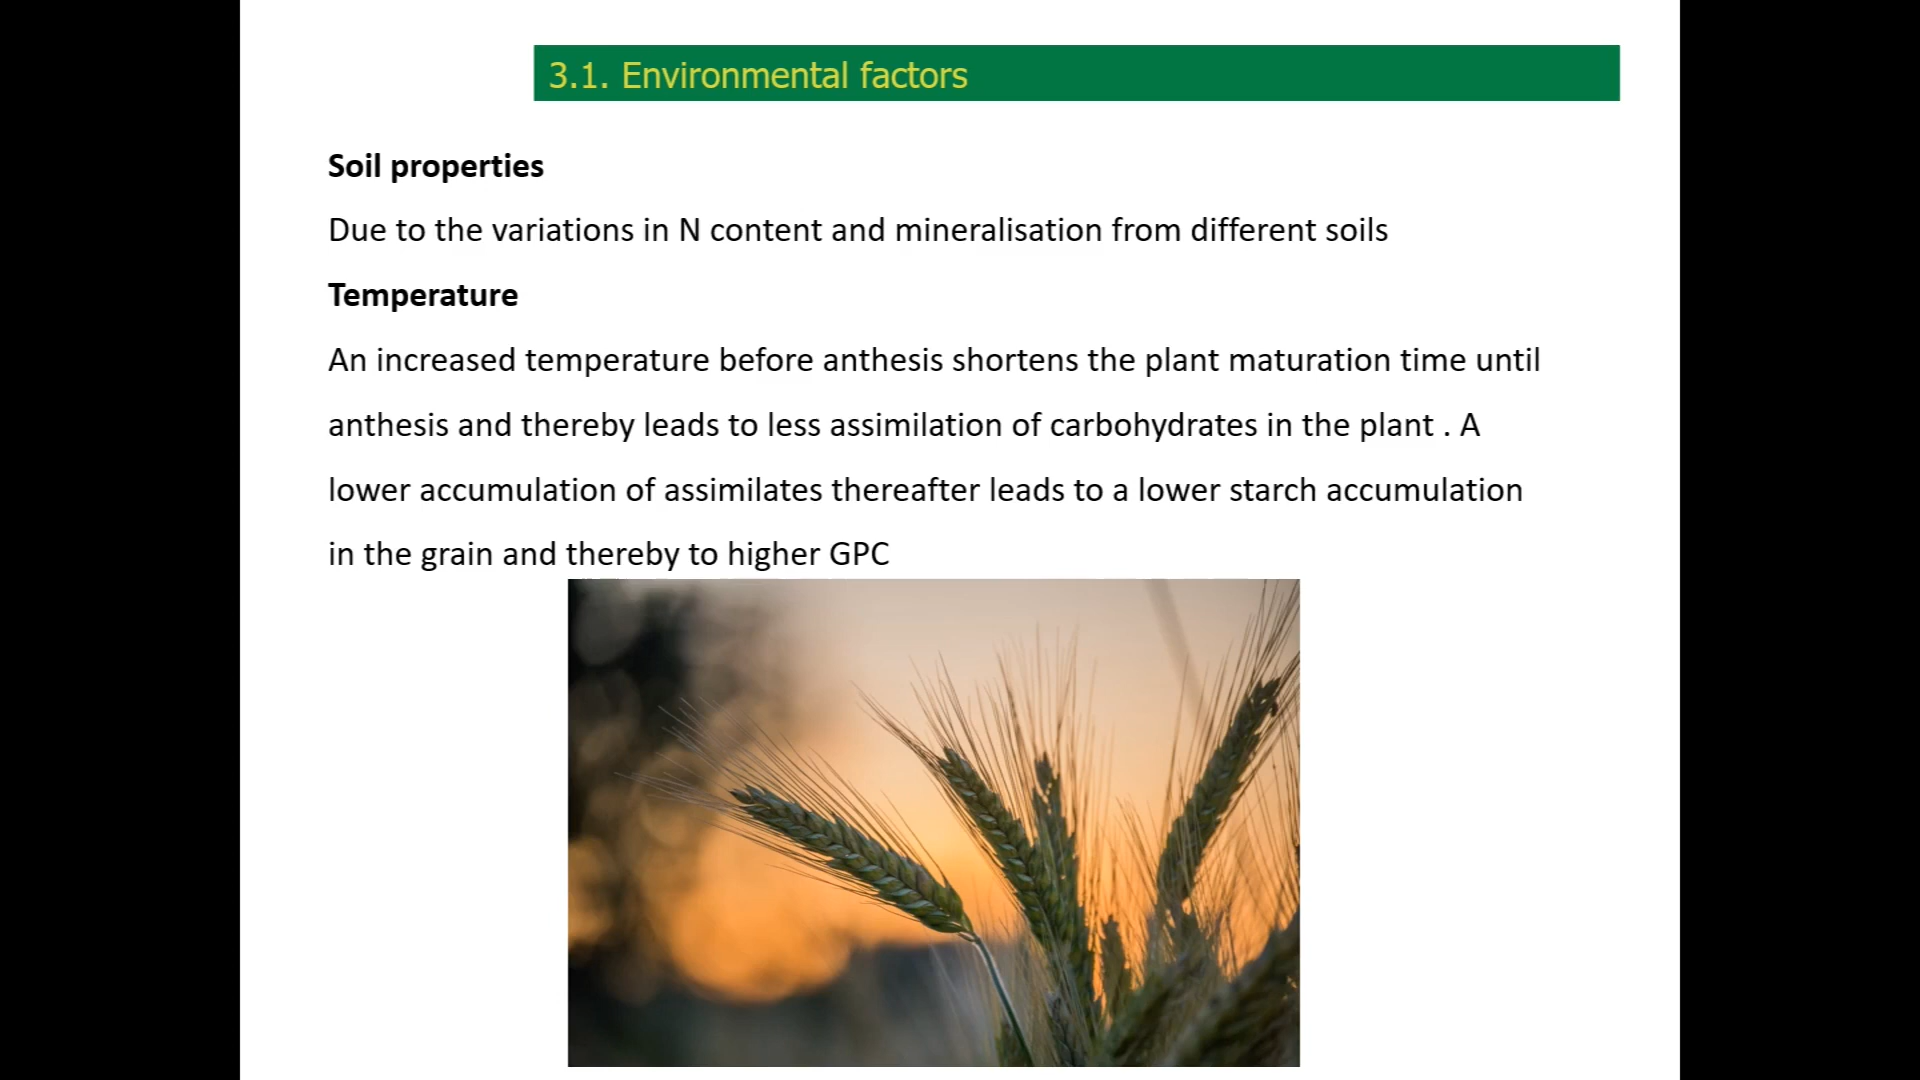 3.1. Environmental factors
Soil properties
Due to the variations in N content and mineralisation from different soils
Temperature
An increased temperature before anthesis shortens the plant maturation time until
anthesis and thereby leads to less assimilation of carbohydrates in the plant . A
lower accumulation of assimilates thereafter leads to a lower starch accumulation
in the grain and thereby to higher GPC